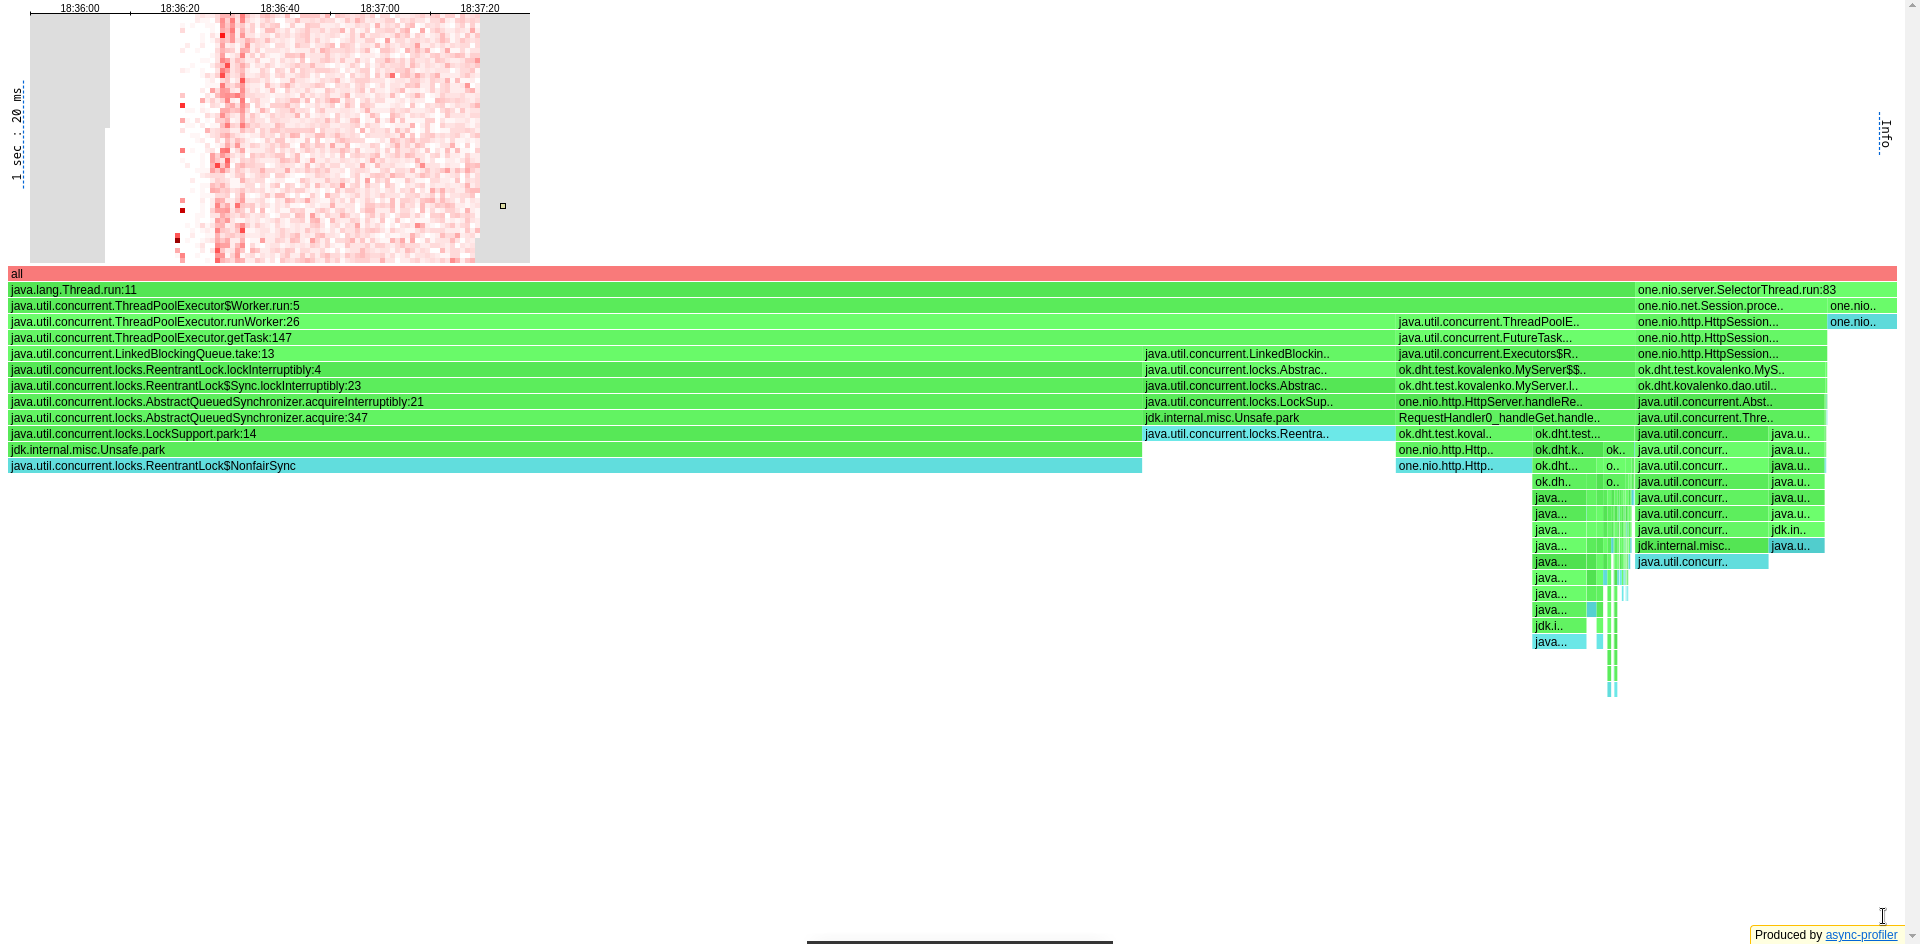 18:36:00 18:36:20 18:36:40 18:37:00 18:37:20
1 sec : 20 ms
Info
all
java.lang.Thread.run:11 one.nio.server.SelectorThread.run:83
java.util.concurrent.ThreadPoolExecutor$Worker.run:5 one.nio.net.Session.proce.. one.nio..
java.util.concurrent.ThreadPoolExecutor.runWorker:26 java.util.concurrent.ThreadPoolE.. one.nio.http.HttpSession... one.nio..
java.util.concurrent.ThreadPoolExecutor.getTask:147 java.util.concurrent.FutureTask... one.nio.http.HttpSession...
java.util.concurrent.LinkedBlockingQueue.take:13 java.util.concurrent.LinkedBlockin.. java.util.concurrent.Executors$R.. one.nio.http.HttpSession...
java.util.concurrent.locks.ReentrantLock.lockInterruptibly:4 java.util.concurrent.locks.Abstrac.. ok.dht.test.kovalenko.MyServer$$.. ok.dht.test.kovalenko.MyS..
java.util.concurrent.locks.ReentrantLock$Sync.lockInterruptibly:23 java.util.concurrent.locks.Abstrac.. ok.dht.test.kovalenko.MyServer.l.. ok.dht.kovalenko.dao.util..
java.util.concurrent.locks.AbstractQueuedSynchronizer.acquireInterruptibly:21 java.util.concurrent.locks.LockSup.. one.nio.http.HttpServer.handleRe.. java.util.concurrent.Abst..
java.util.concurrent.locks.AbstractQueuedSynchronizer.acquire:347 jdk.internal.misc.Unsafe.park RequestHandler0_handleGet.handle.. java.util.concurrent.Thre..
java.util.concurrent.locks.LockSupport.park:14 java.util.concurrent.locks.Reentra.. ok.dht.test.koval.. ok.dht.test... java.util.concurr.. java.u..
jdk.internal.misc.Unsafe.park one.nio.http.Http.. ok.dht.k.. ok.. java.util.concurr.. java.u..
java.util.concurrent.locks.ReentrantLock$NonfairSync one.nio.http.Http.. ok.dht... o.. java.util.concurr.. java.u..
ok.dh.. o.. java.util.concurr.. java.u..
java... java.util.concurr.. java.u..
java... java.util.concurr.. java.u..
java... java.util.concurr.. jdk.in..
java... jdk.internal.misc.. java.u..
java... java.util.concurr..
java...
java...
java...
jdk.i..
java...
Produced by async-profiler